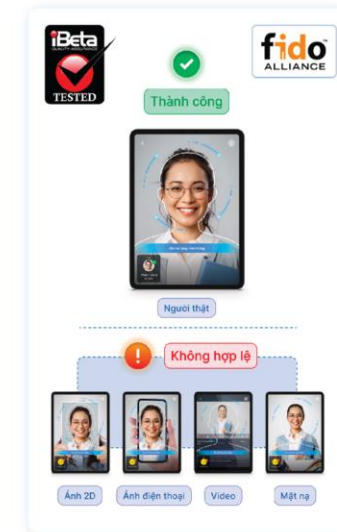 iBeta
QUALITY ASSURANCE
TESTED
fido
ALLIANCE
Thành công
Người thật
Không hợp lệ
Ảnh 2D
Ảnh điện thoại
Video
Mặt nạ